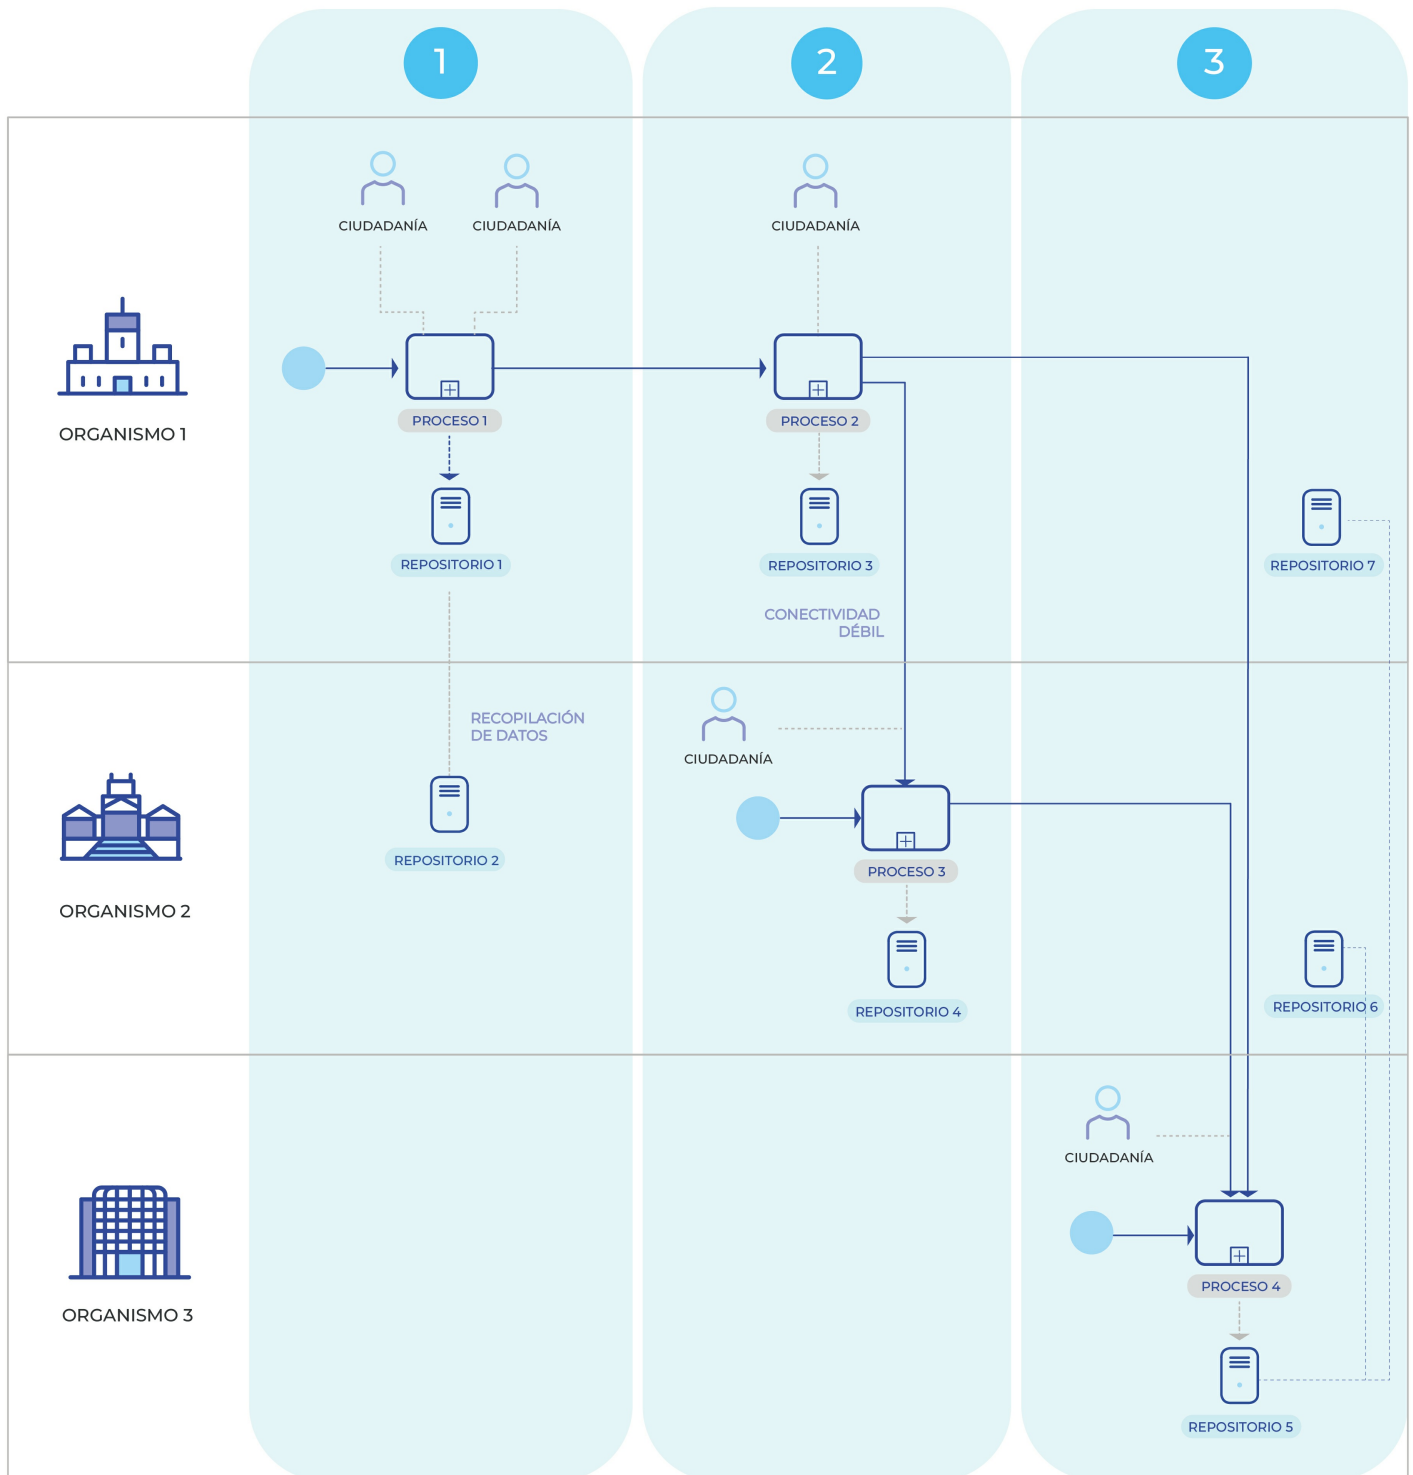 1
2
3
CIUDADANÍA
CIUDADANÍA
CIUDADANÍA
ORGANISMO 1
PROCESO 1
PROCESO 2
REPOSITORIO 1
REPOSITORIO 3
REPOSITORIO 7
CONECTIVIDAD
DÉBIL
RECOPILACIÓN
DE DATOS
CIUDADANÍA
ORGANISMO 2
REPOSITORIO 2
PROCESO 3
REPOSITORIO 4
REPOSITORIO 6
CIUDADANÍA
ORGANISMO 3
PROCESO 4
REPOSITORIO 5